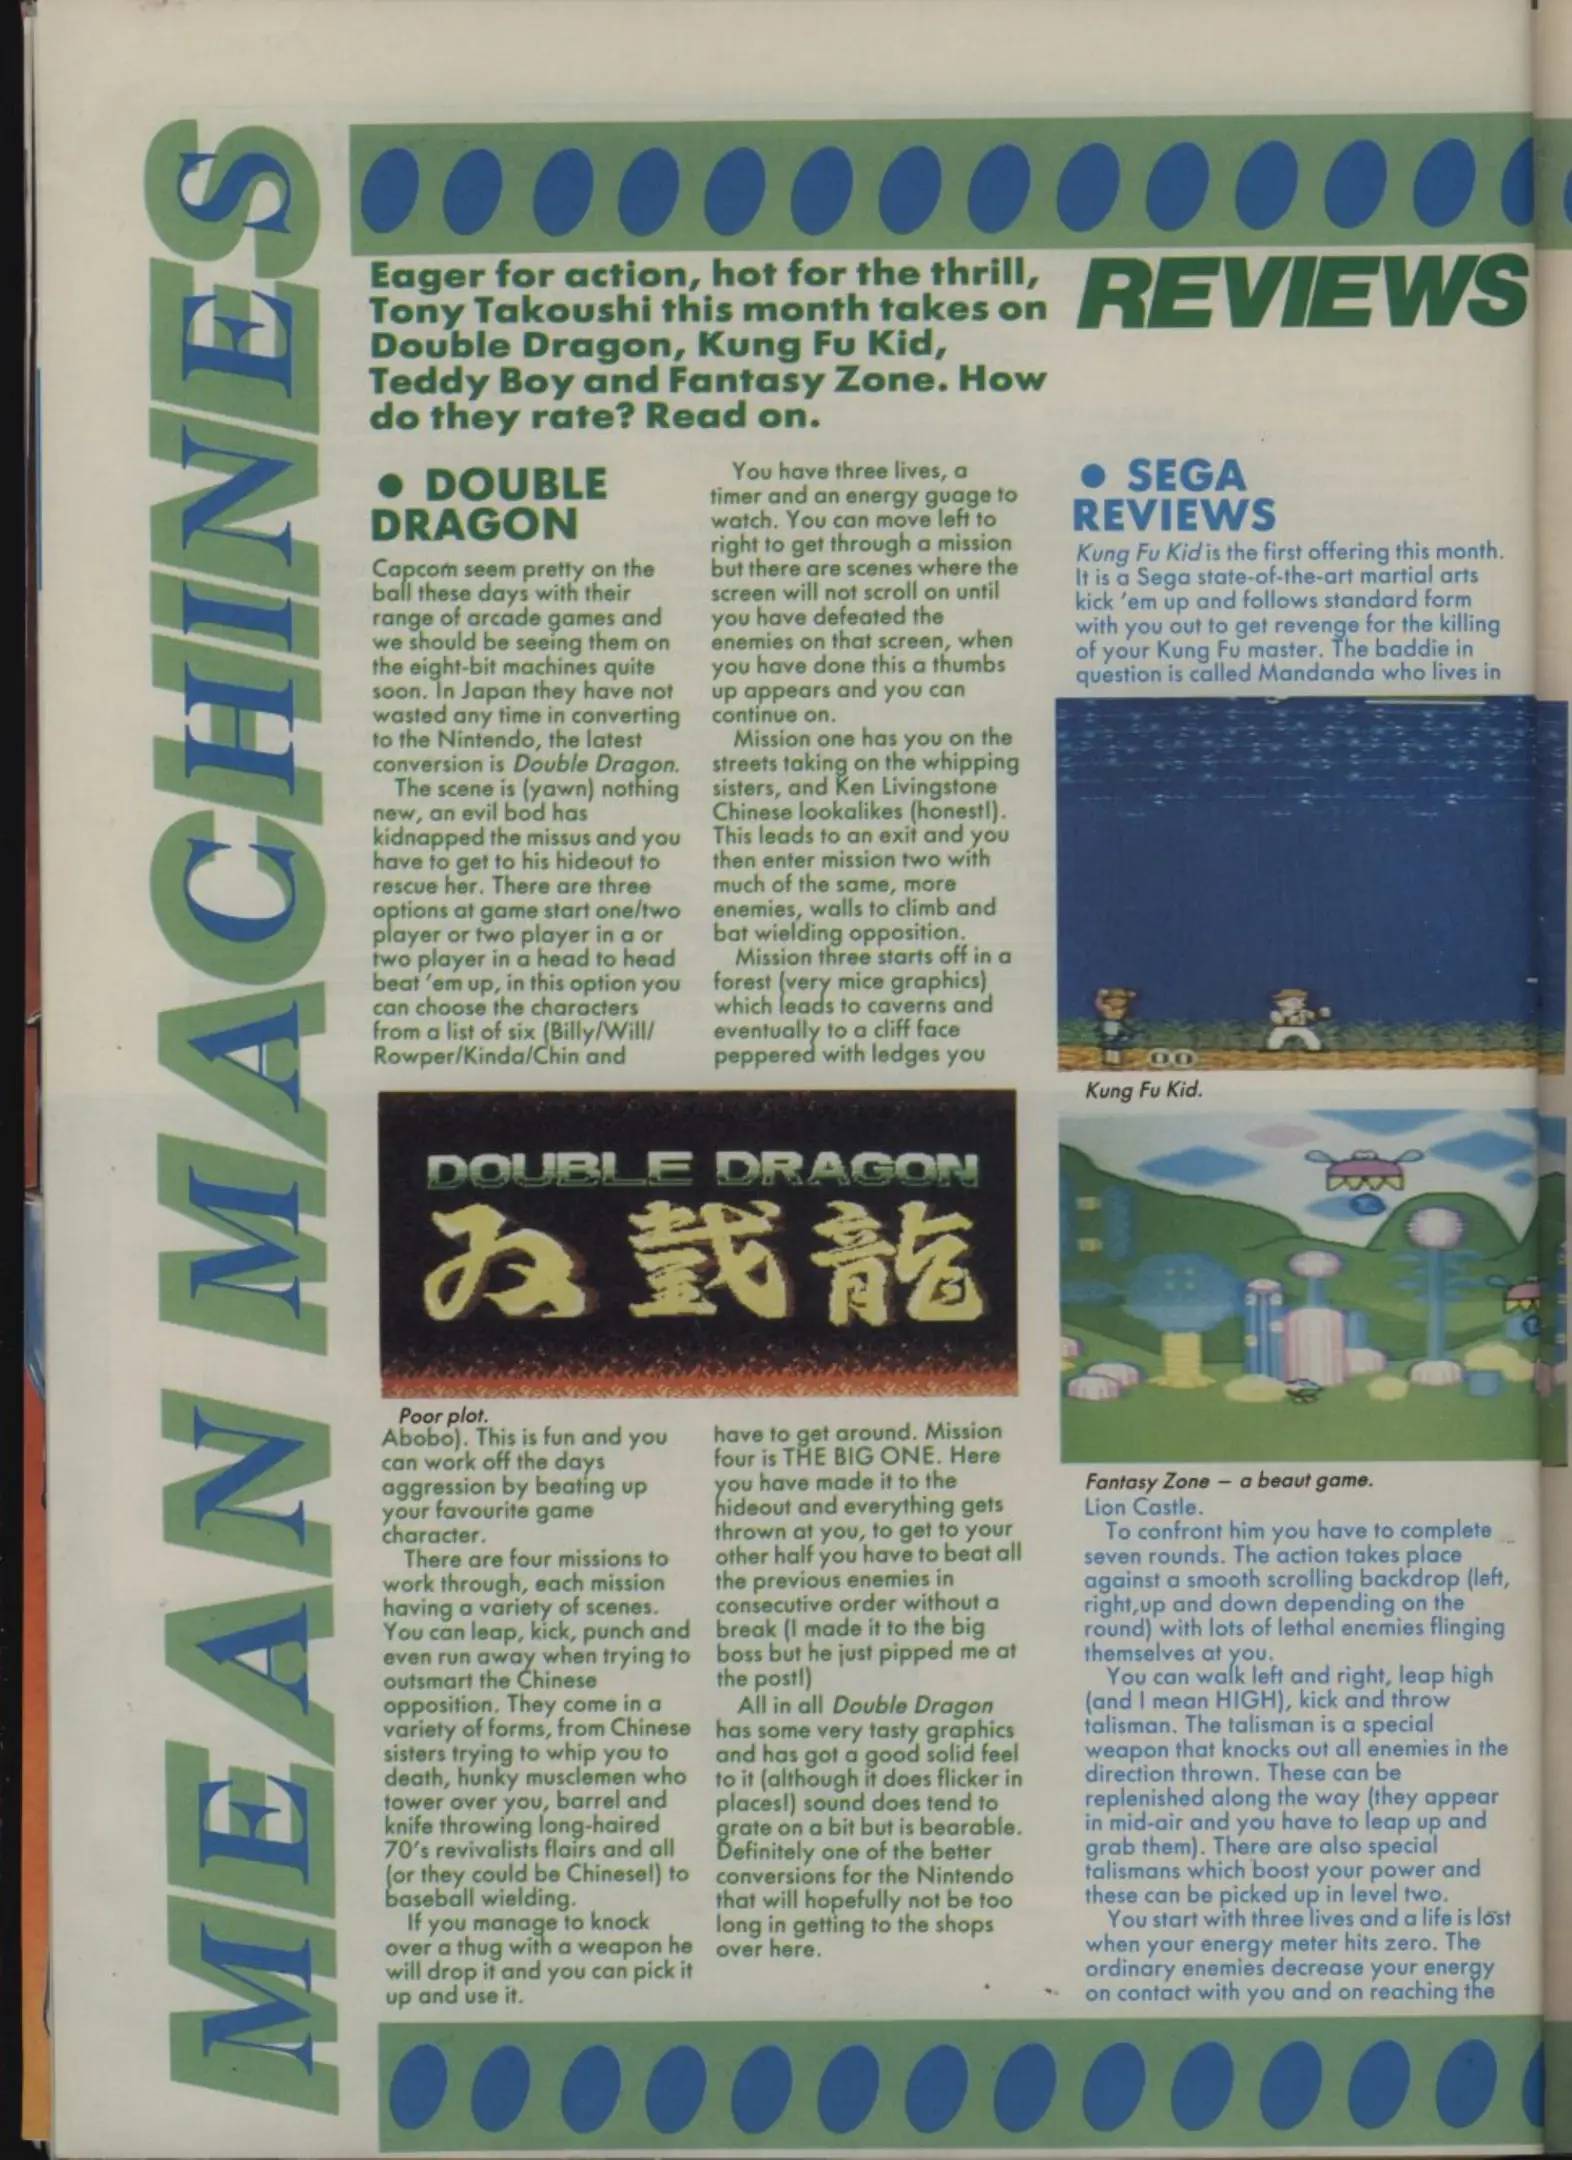 MEAN MACHINES
Eager for action, hot for the thrill,
Tony Takoushi this month takes on
Double Dragon, Kung Fu Kid,
Teddy Boy and Fantasy Zone. How
do they rate? Read on.
REVIEWS
● DOUBLE
DRAGON
Capcom seem pretty on the
ball these days with their
range of arcade games and
we should be seeing them on
the eight-bit machines quite
soon. In Japan they have not
wasted any time in converting
to the Nintendo, the latest
conversion is Double Dragon.
The scene is (yawn) nothing
new, an evil bod has
kidnapped the missus and you
have to get to his hideout to
rescue her. There are three
options at game start one/two
player or two player in a or
two player in a head to head
beat 'em up, in this option you
can choose the characters
from a list of six (Billy/Will/
Rowper/Kinda/Chin and
DOUBLE DRAGON
双截龍
Poor plot.
Abobo). This is fun and you
can work off the days
aggression by beating up
your favourite game
character.
There are four missions to
work through, each mission
having a variety of scenes.
You can leap, kick, punch and
even run away when trying to
outsmart the Chinese
opposition. They come in a
variety of forms, from Chinese
sisters trying to whip you to
death, hunky musclemen who
tower over you, barrel and
knife throwing long-haired
70's revivalists flairs and all
(or they could be Chinese!) to
baseball wielding.
If you manage to knock
over a thug with a weapon he
will drop it and you can pick it
up and use it.
You have three lives, a
timer and an energy guage to
watch. You can move left to
right to get through a mission
but there are scenes where the
screen will not scroll on until
you have defeated the
enemies on that screen, when
you have done this a thumbs
up appears and you can
continue on.
Mission one has you on the
streets taking on the whipping
sisters, and Ken Livingstone
Chinese lookalikes (honest!).
This leads to an exit and you
then enter mission two with
much of the same, more
enemies, walls to climb and
bat wielding opposition.
Mission three starts off in a
forest (very mice graphics)
which leads to caverns and
eventually to a cliff face
peppered with ledges you
have to get around. Mission
four is THE BIG ONE. Here
you have made it to the
hideout and everything gets
thrown at you, to get to your
other half you have to beat all
the previous enemies in
consecutive order without a
break (I made it to the big
boss but he just pipped me at
the post!)
All in all Double Dragon
has some very tasty graphics
and has got a good solid feel
to it (although it does flicker in
places!) sound does tend to
grate on a bit but is bearable.
Definitely one of the better
conversions for the Nintendo
that will hopefully not be too
long in getting to the shops
over here.
● SEGA
REVIEWS
Kung Fu Kid is the first offering this month.
It is a Sega state-of-the-art martial arts
kick 'em up and follows standard form
with you out to get revenge for the killing
of your Kung Fu master. The baddie in
question is called Mandanda who lives in
Kung Fu Kid.
Fantasy Zone – a beaut game.
Lion Castle.
To confront him you have to complete
seven rounds. The action takes place
against a smooth scrolling backdrop (left,
right,up and down depending on the
round) with lots of lethal enemies flinging
themselves at you.
You can walk left and right, leap high
(and I mean HIGH), kick and throw
talisman. The talisman is a special
weapon that knocks out all enemies in the
direction thrown. These can be
replenished along the way (they appear
in mid-air and you have to leap up and
grab them). There are also special
talismans which boost your power and
these can be picked up in level two.
You start with three lives and a life is lost
when your energy meter hits zero. The
ordinary enemies decrease your energy
on contact with you and on reaching the